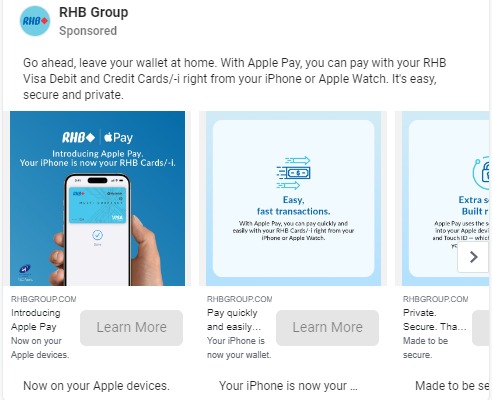 RHB Group
Sponsored
Go ahead, leave your wallet at home. With Apple Pay, you can pay with your RHB
Visa Debit and Credit Cards/-i right from your iPhone or Apple Watch. It's easy,
secure and private.
RHB Pay
Introducing Apple Pay.
Your iPhone is now your RHB Cards/-i.
RHB
VISA
Easy,
fast transactions.
With Apple Pay, you can pay quickly and
easily with your RHB Cards/-i right from your
iPhone or Apple Watch.
Extra s
Built r
Apple Pay uses the s
into your Apple devi
and Touch ID — whic
RHBGROUP.COM
Introducing
Apple Pay
Now on your
Apple devices.
Learn More
RHBGROUP.COM
Pay quickly
and easily...
Your iPhone is
now your wallet.
Learn More
RHBGROUP.COM
Private.
Secure. Tha...
Made to be
secure.
Now on your Apple devices.
Your iPhone is now your ...
Made to be se